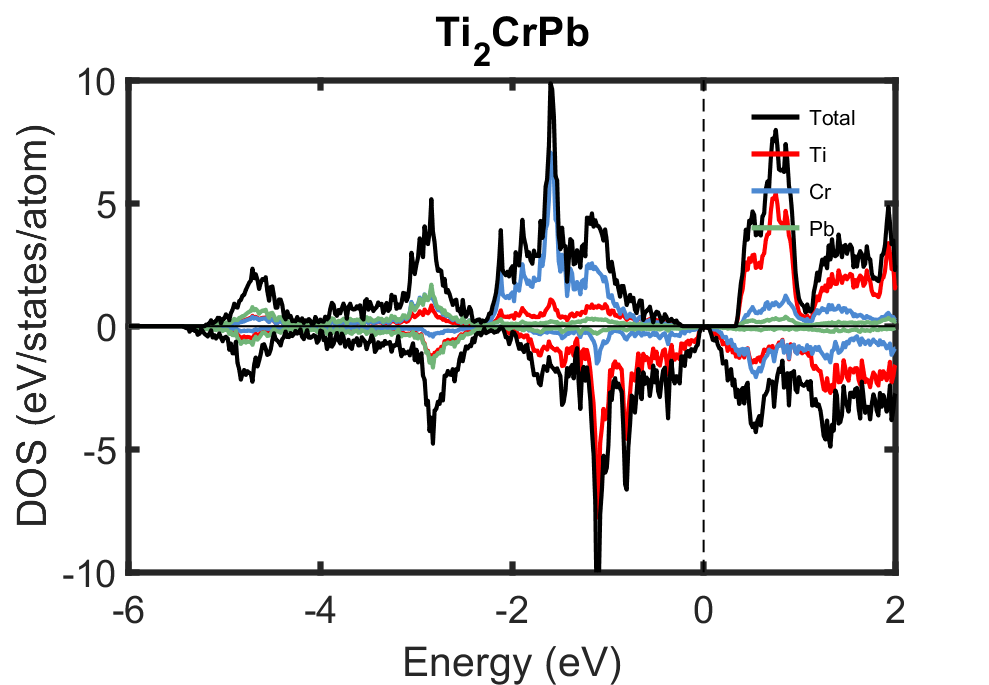 Ti₂CrPb
10
5
0
-5
-10
DOS (eV/states/atom)
Total
Ti
Cr
Pb
-6 -4 -2 0 2
Energy (eV)